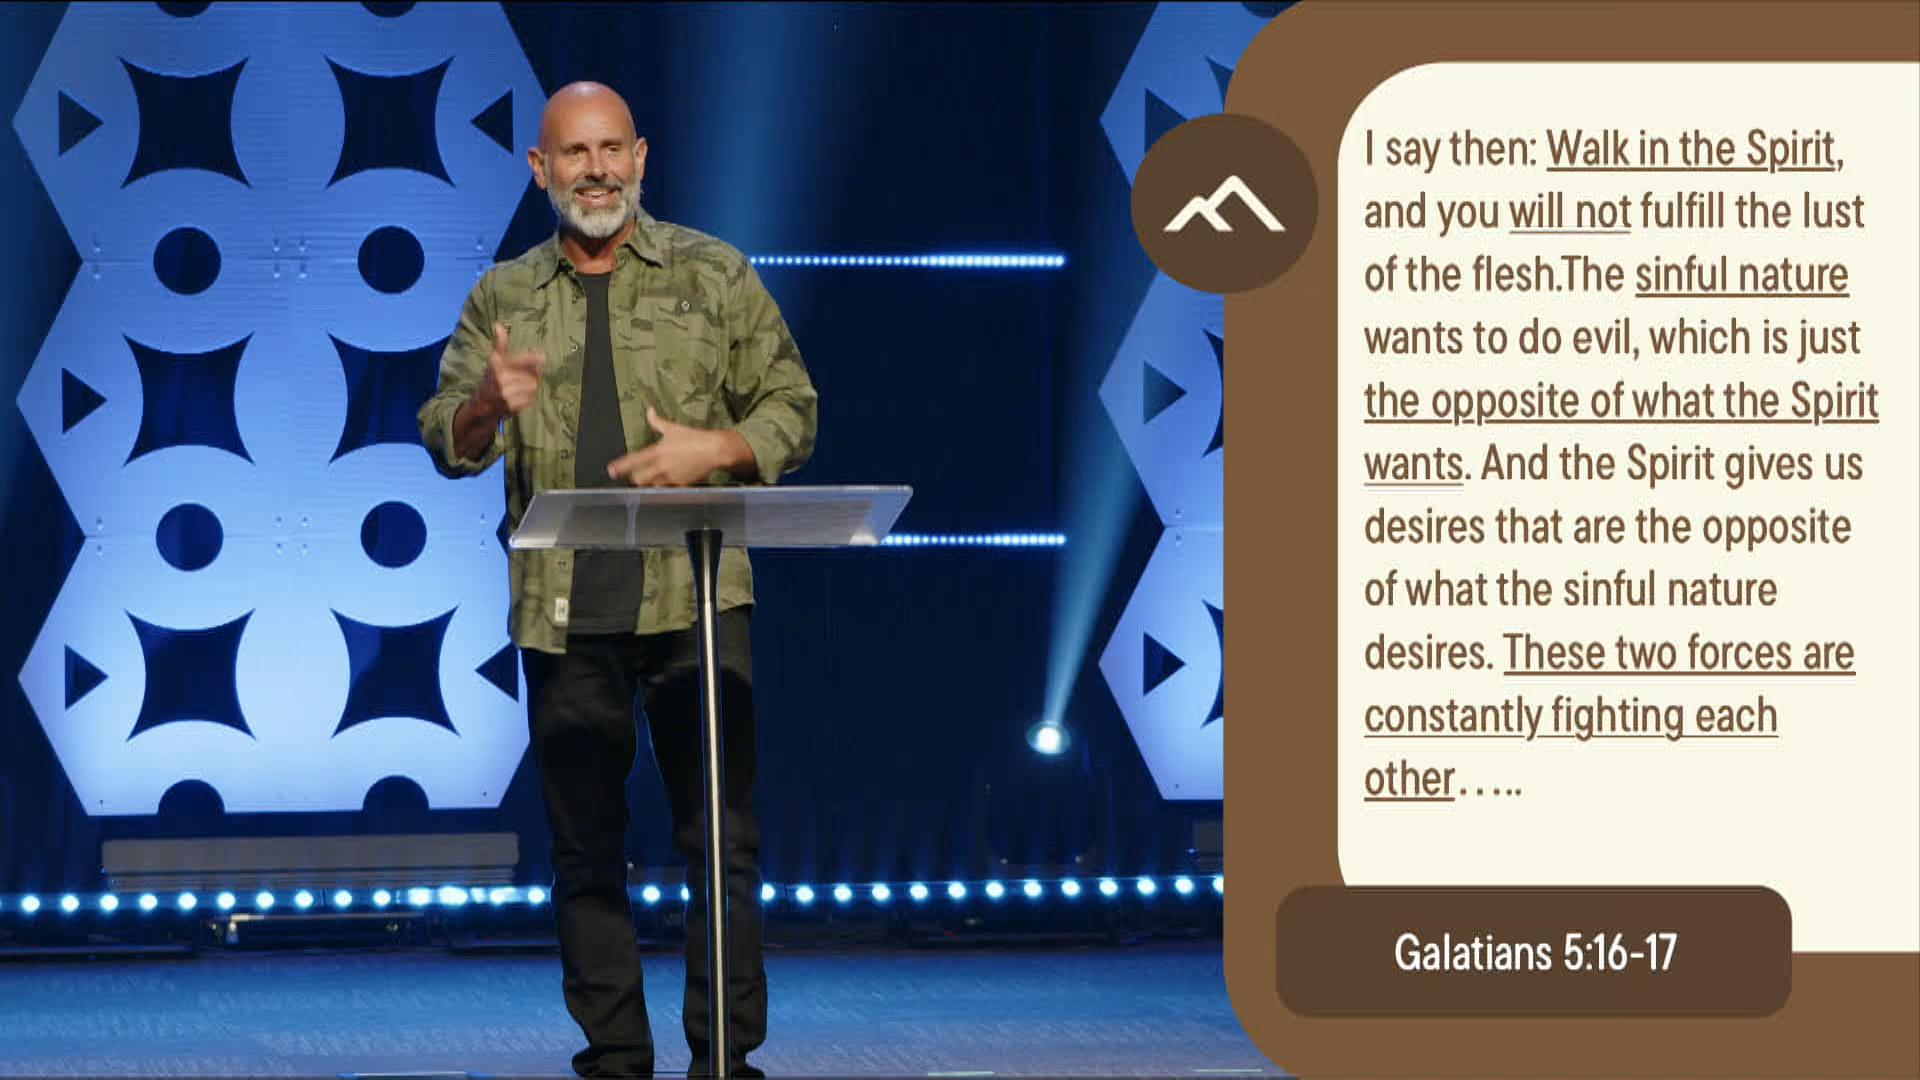 I say then: Walk in the Spirit,
and you will not fulfill the lust
of the flesh.The sinful nature
wants to do evil, which is just
the opposite of what the Spirit
wants. And the Spirit gives us
desires that are the opposite
of what the sinful nature
desires. These two forces are
constantly fighting each
other.....
Galatians 5:16-17